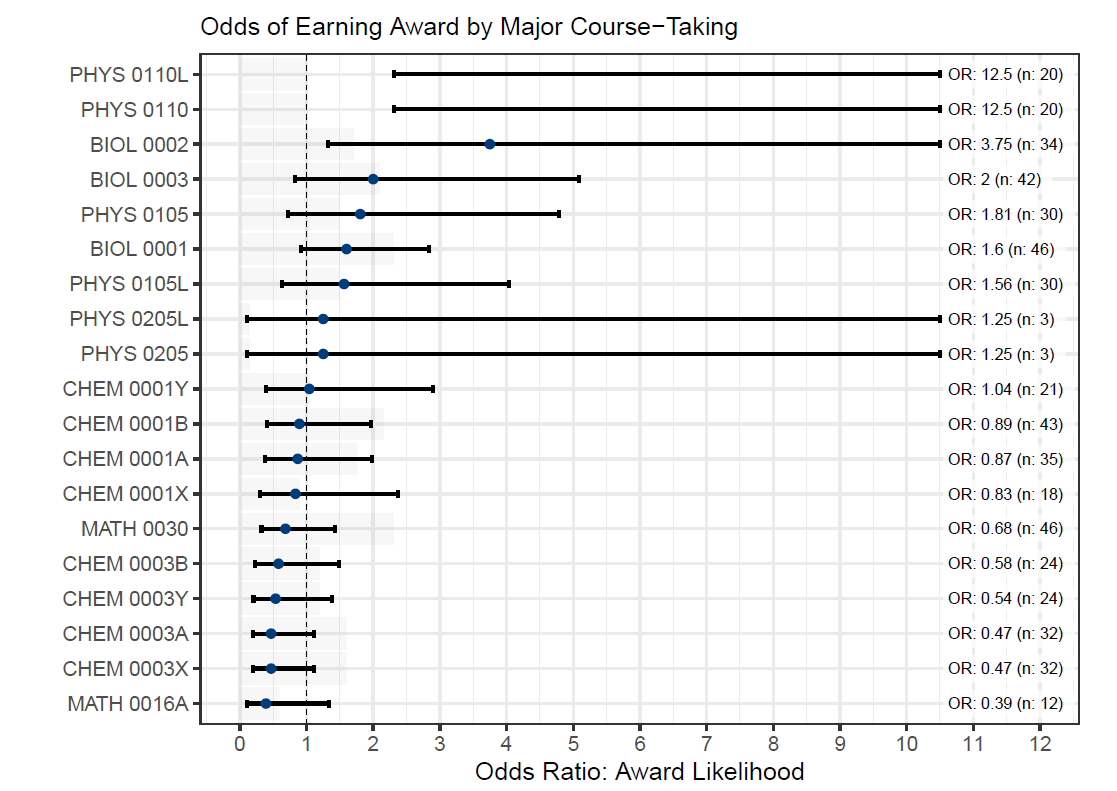 Odds of Earning Award by Major Course−Taking
PHYS 0110L OR: 12.5 (n: 20)
PHYS 0110 OR: 12.5 (n: 20)
BIOL 0002 OR: 3.75 (n: 34)
BIOL 0003 OR: 2 (n: 42)
PHYS 0105 OR: 1.81 (n: 30)
BIOL 0001 OR: 1.6 (n: 46)
PHYS 0105L OR: 1.56 (n: 30)
PHYS 0205L OR: 1.25 (n: 3)
PHYS 0205 OR: 1.25 (n: 3)
CHEM 0001Y OR: 1.04 (n: 21)
CHEM 0001B OR: 0.89 (n: 43)
CHEM 0001A OR: 0.87 (n: 35)
CHEM 0001X OR: 0.83 (n: 18)
MATH 0030 OR: 0.68 (n: 46)
CHEM 0003B OR: 0.58 (n: 24)
CHEM 0003Y OR: 0.54 (n: 24)
CHEM 0003A OR: 0.47 (n: 32)
CHEM 0003X OR: 0.47 (n: 32)
MATH 0016A OR: 0.39 (n: 12)
0 1 2 3 4 5 6 7 8 9 10 11 12
Odds Ratio: Award Likelihood